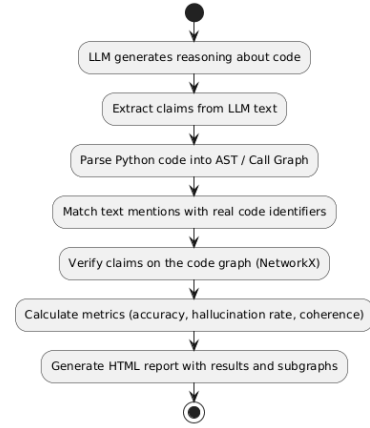 LLM generates reasoning about code
Extract claims from LLM text
Parse Python code into AST / Call Graph
Match text mentions with real code identifiers
Verify claims on the code graph (NetworkX)
Calculate metrics (accuracy, hallucination rate, coherence)
Generate HTML report with results and subgraphs